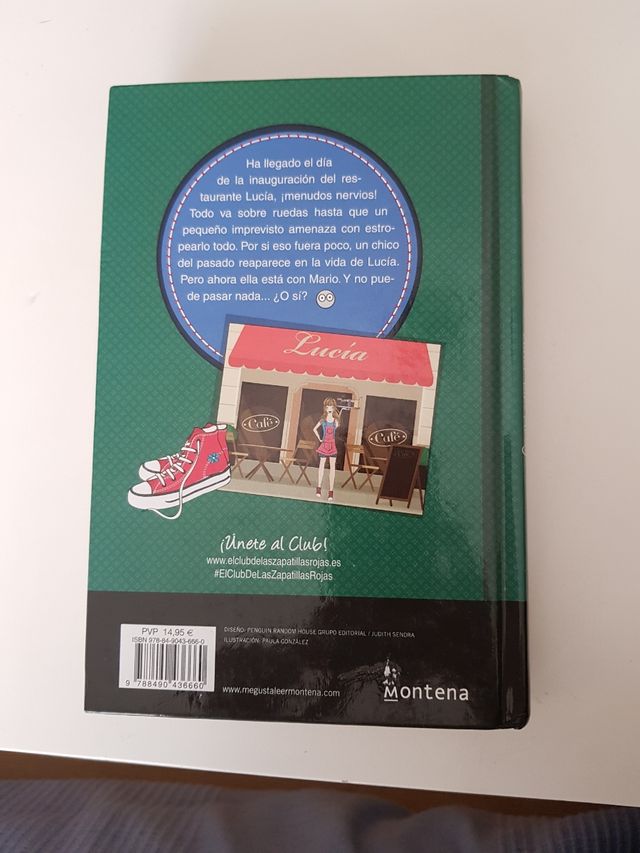 Ha llegado el día
de la inauguración del res-
taurante Lucía, ¡menudos nervios!
Todo va sobre ruedas hasta que un
pequeño imprevisto amenaza con estro-
pearlo todo. Por si eso fuera poco, un chico
del pasado reaparece en la vida de Lucía.
Pero ahora ella está con Mario. Y no pue-
de pasar nada... ¿O sí?
Lucía
Café
Café
¡Únete al Club!
www.elclubdelaszapatillasrojas.es
#ElClubDeLasZapatillasRojas
PVP 14,95 €
ISBN 978-84-9043-666-0
9 788490 436660
DISEÑO: PENGUIN RANDOM HOUSE GRUPO EDITORIAL / JUDITH SENDRA
ILUSTRACIÓN: PAULA GONZÁLEZ
www.megustaleermontena.com
Montena